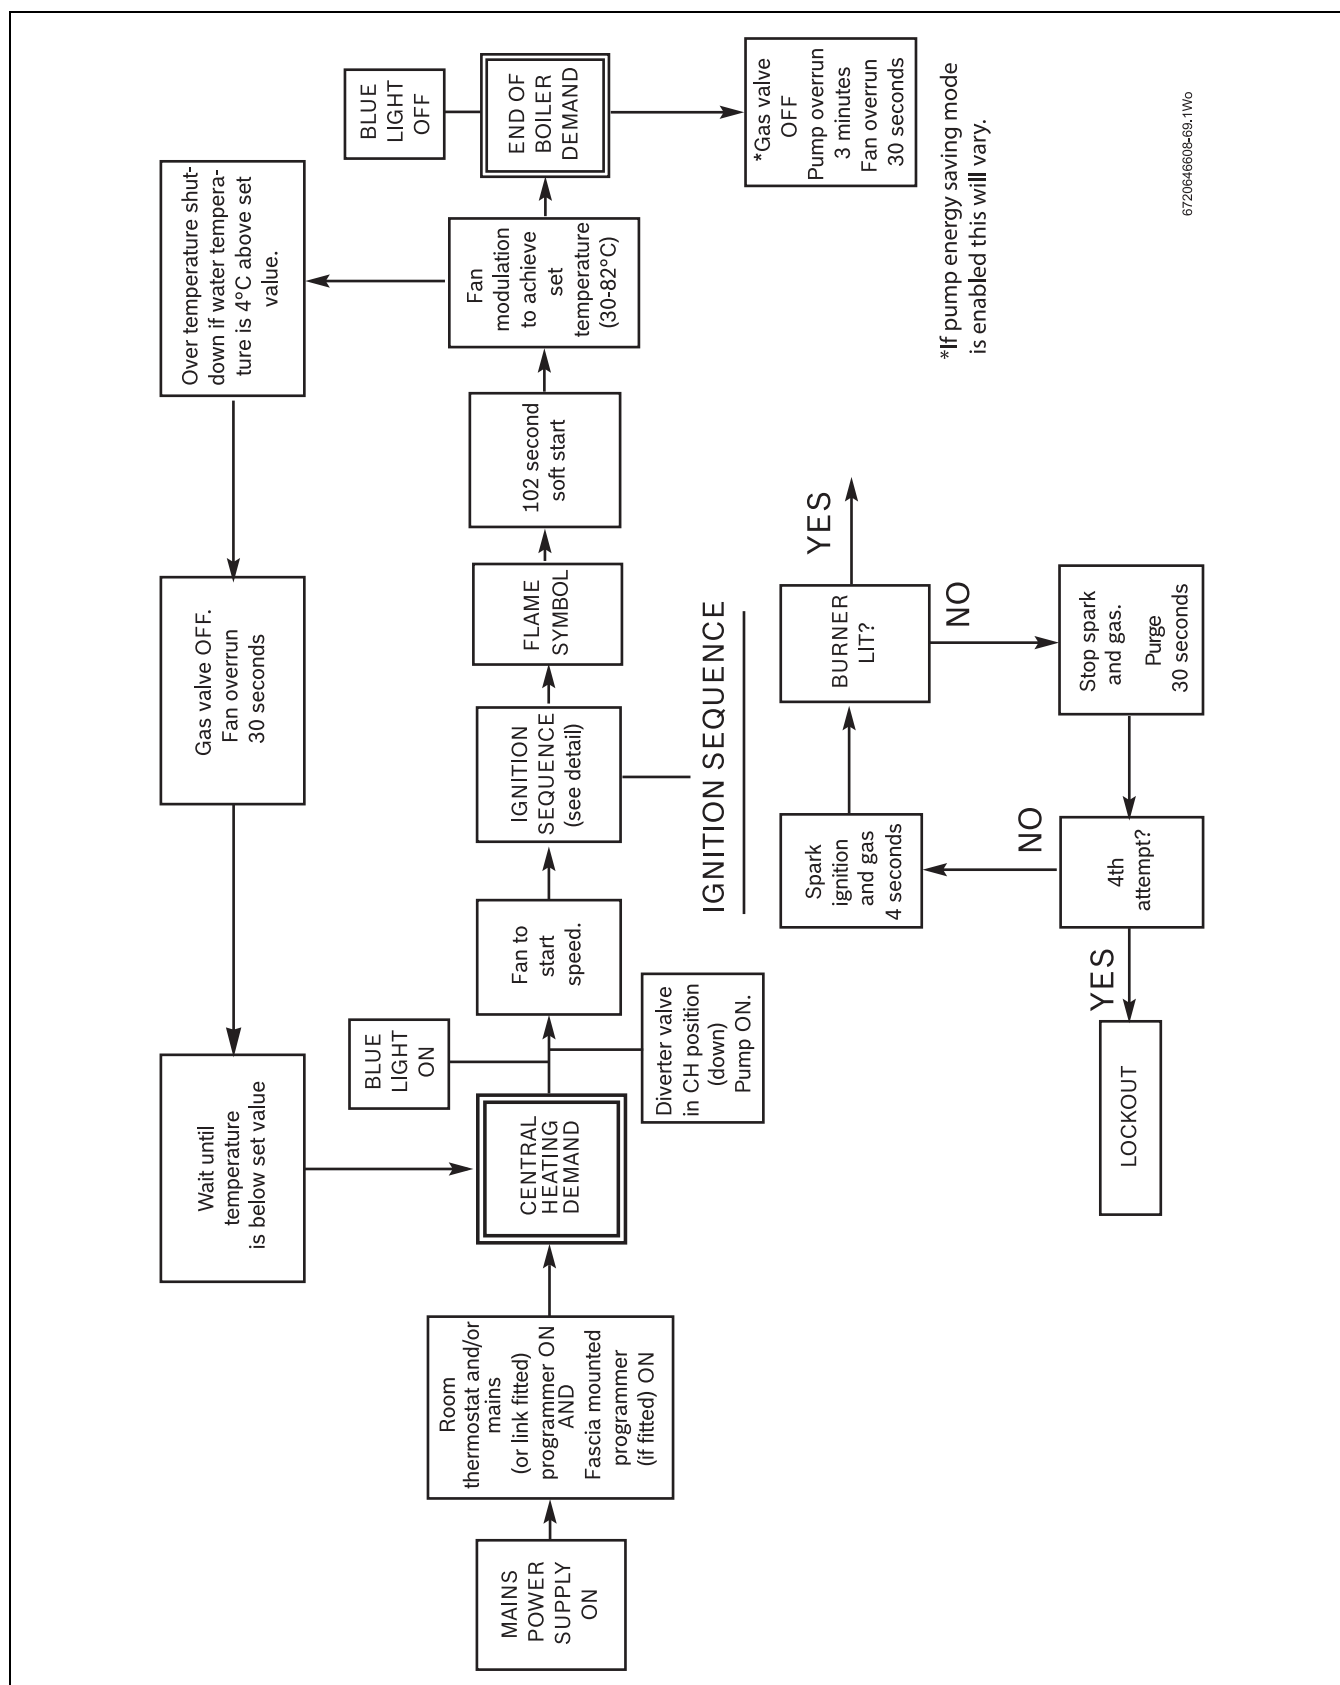 MAINS
POWER
SUPPLY
ON
Room
thermostat and/or
mains
(or link fitted)
programmer ON
AND
Fascia mounted
programmer
(if fitted) ON
CENTRAL
HEATING
DEMAND
BLUE
LIGHT
ON
Diverter valve
in CH position
(down)
Pump ON.
Fan to
start
speed.
IGNITION
SEQUENCE
(see detail)
FLAME
SYMBOL
102 second
soft start
Fan
modulation
to achieve
set
temperature
(30-82°C)
END OF
BOILER
DEMAND
BLUE
LIGHT
OFF
*Gas valve
OFF
Pump overrun
3 minutes
Fan overrun
30 seconds
Over temperature shut-
down if water tempera-
ture is 4°C above set
value.
Gas valve OFF.
Fan overrun
30 seconds
Wait until
temperature
is below set value
IGNITION SEQUENCE
Spark
ignition
and gas
4 seconds
BURNER
LIT?
YES
NO
Stop spark
and gas.
Purge
30 seconds
4th
attempt?
NO
YES
LOCKOUT
*If pump energy saving mode
is enabled this will vary.
6720646608-69.1Wo